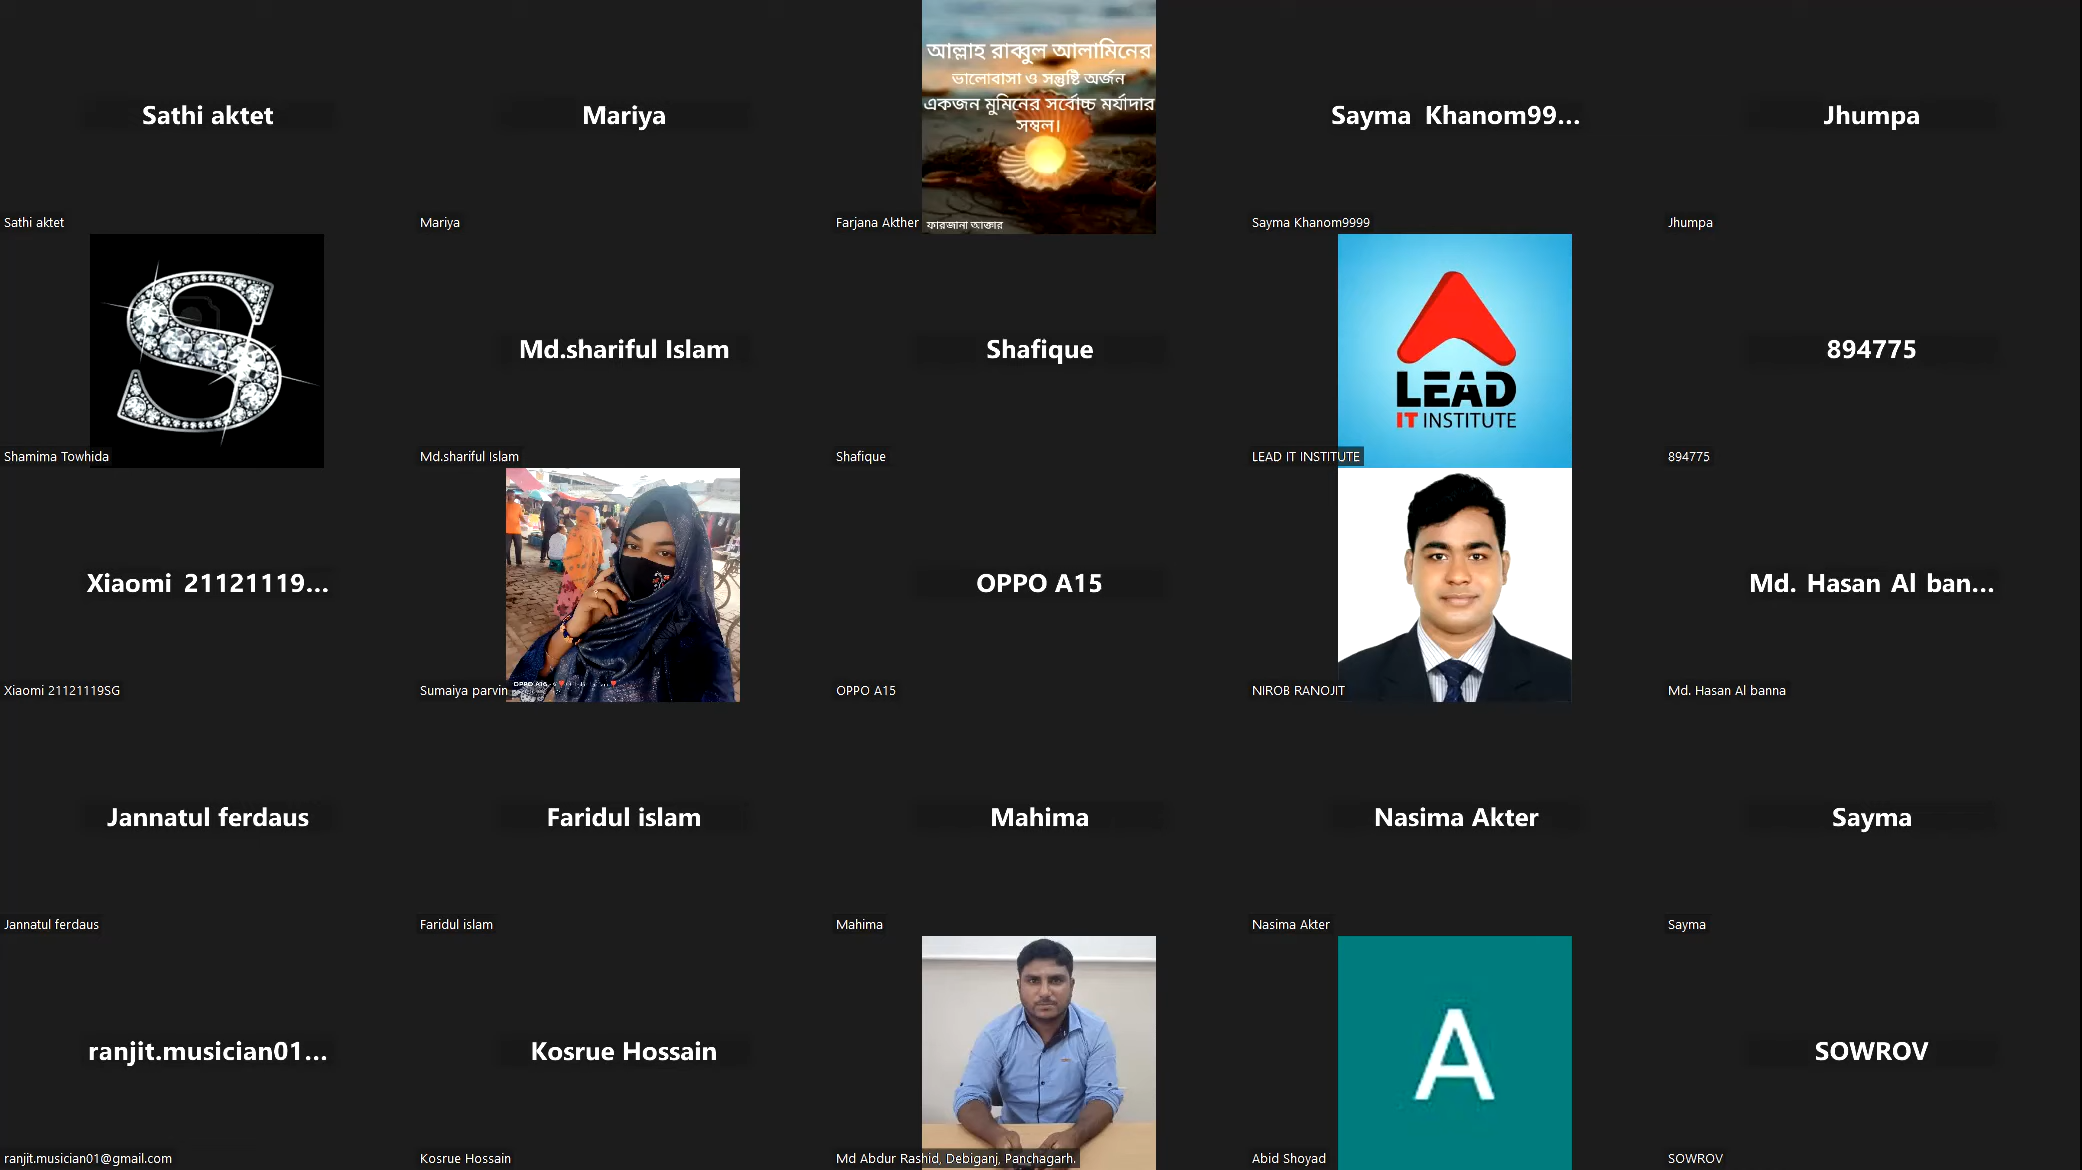 Sathi aktet
Mariya
আল্লাহ রাব্বুল আলামিনের
ভালোবাসা ও সন্তুষ্টি অর্জন
একজন মুমিনের সর্বোচ্চ মর্যাদার
সম্বল।
Sayma Khanom99...
Jhumpa
Sathi aktet
Mariya
Farjana Akther
ফারজানা আক্তার
Sayma Khanom9999
Jhumpa
S
Md.shariful Islam
Shafique
LEAD
IT INSTITUTE
894775
Shamima Towhida
Md.shariful Islam
Shafique
LEAD IT INSTITUTE
894775
Xiaomi 21121119...
OPPO A15
Md. Hasan Al ban...
Xiaomi 21121119SG
Sumaiya parvin
OPPO A15
NIROB RANOJIT
Md. Hasan Al banna
Jannatul ferdaus
Faridul islam
Mahima
Nasima Akter
Sayma
Jannatul ferdaus
Faridul islam
Mahima
Nasima Akter
Sayma
ranjit.musician01...
Kosrue Hossain
A
SOWROV
ranjit.musician01@gmail.com
Kosrue Hossain
Md Abdur Rashid, Debiganj, Panchagarh.
Abid Shoyad
SOWROV